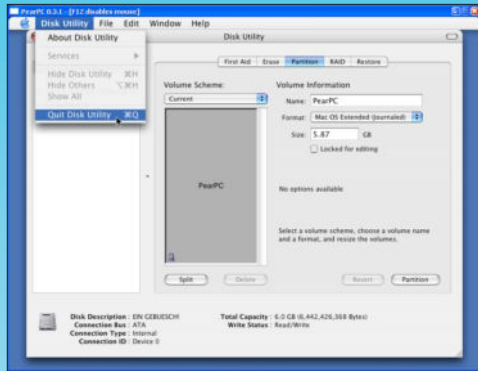 PearPC 0.3.1 - [F12 disables mouse]
Disk Utility File Edit Window Help
About Disk Utility
Services
Hide Disk Utility ⌘H
Hide Others ⌥⌘H
Show All
Quit Disk Utility ⌘Q
Disk Utility
First Aid Erase Partition RAID Restore
Volume Scheme:
Current
PearPC
Split Delete
Volume Information
Name: PearPC
Format: Mac OS Extended (Journaled)
Size: 5.87 GB
Locked for editing
No options available
Select a volume scheme, choose a volume name
and a format, and resize the volumes.
Revert Partition
Disk Description : EIN GEBUESCH!
Connection Bus : ATA
Connection Type : Internal
Connection ID : Device 0
Total Capacity : 6.0 GB (6,442,426,368 Bytes)
Write Status : Read/Write